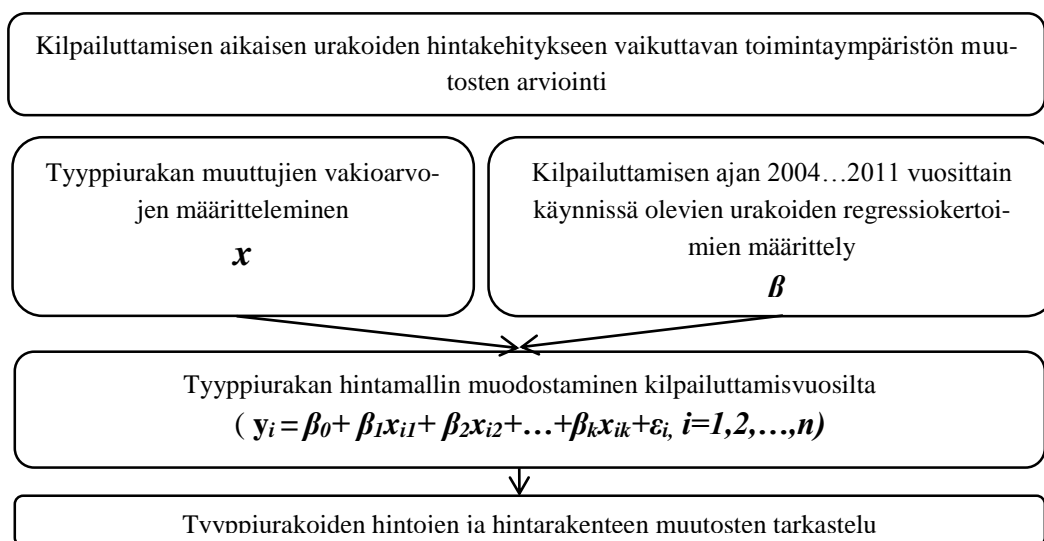 Kilpailuttamisen aikaisen urakoiden hintakehitykseen vaikuttavan toimintaympäristön muu-
tosten arviointi
Tyyppiurakan muuttujien vakioarvo-
jen määritteleminen
x
Kilpailuttamisen ajan 2004…2011 vuosittain
käynnissä olevien urakoiden regressiokertoi-
mien määrittely
β
Tyyppiurakan hintamallin muodostaminen kilpailuttamisvuosilta
( yi = β0+ β1xi1+ β2xi2+…+βkxik+εi, i=1,2,…,n)
Tyyppiurakoiden hintojen ja hintarakenteen muutosten tarkastelu